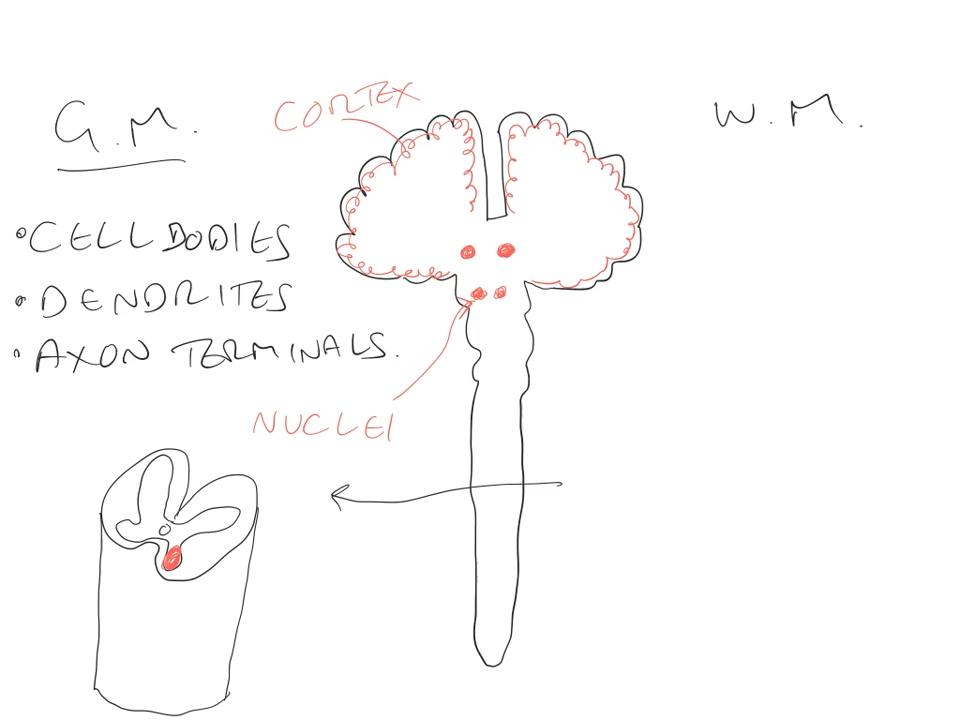 G.M.
CORTEX
W.M.
• CELL BODIES
• DENDRITES
• AXON TERMINALS.
NUCLEI